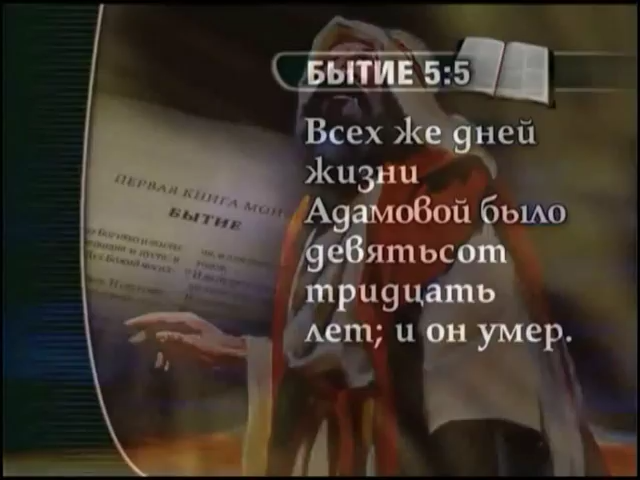 БЫТИЕ 5:5
Всех же дней
жизни
Адамовой было
девятьсот
тридцать
лет; и он умер.
ПЕРВАЯ КНИГА МОИ
БЫТИЕ